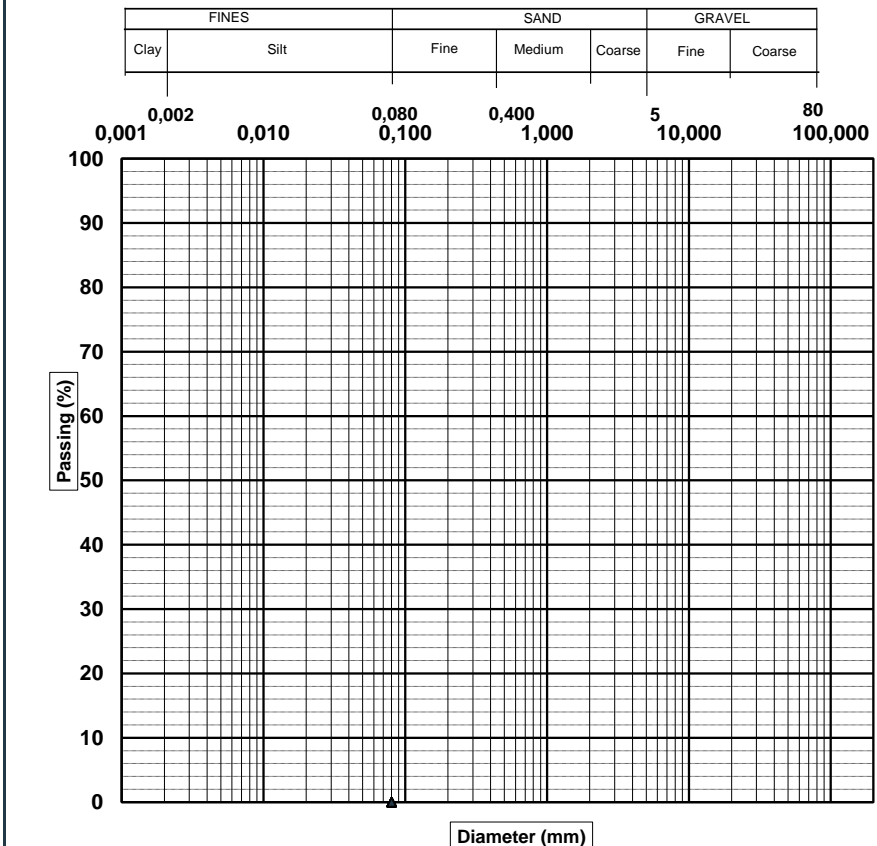 FINES SAND GRAVEL
Clay Silt Fine Medium Coarse Fine Coarse
0,002 0,080 0,400 5 80
0,001 0,010 0,100 1,000 10,000 100,000
100
90
80
70
60
50
40
30
20
10
0
Passing (%)
Diameter (mm)